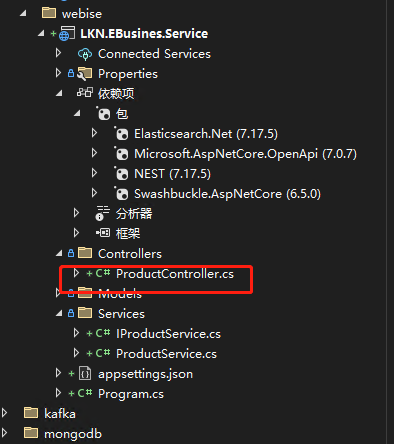 webise
LKN.EBusines.Service
Connected Services
Properties
依赖项
包
Elasticsearch.Net (7.17.5)
Microsoft.AspNetCore.OpenApi (7.0.7)
NEST (7.17.5)
Swashbuckle.AspNetCore (6.5.0)
分析器
框架
Controllers
C# ProductController.cs
Models
Services
C# IProductService.cs
C# ProductService.cs
appsettings.json
C# Program.cs
kafka
mongodb